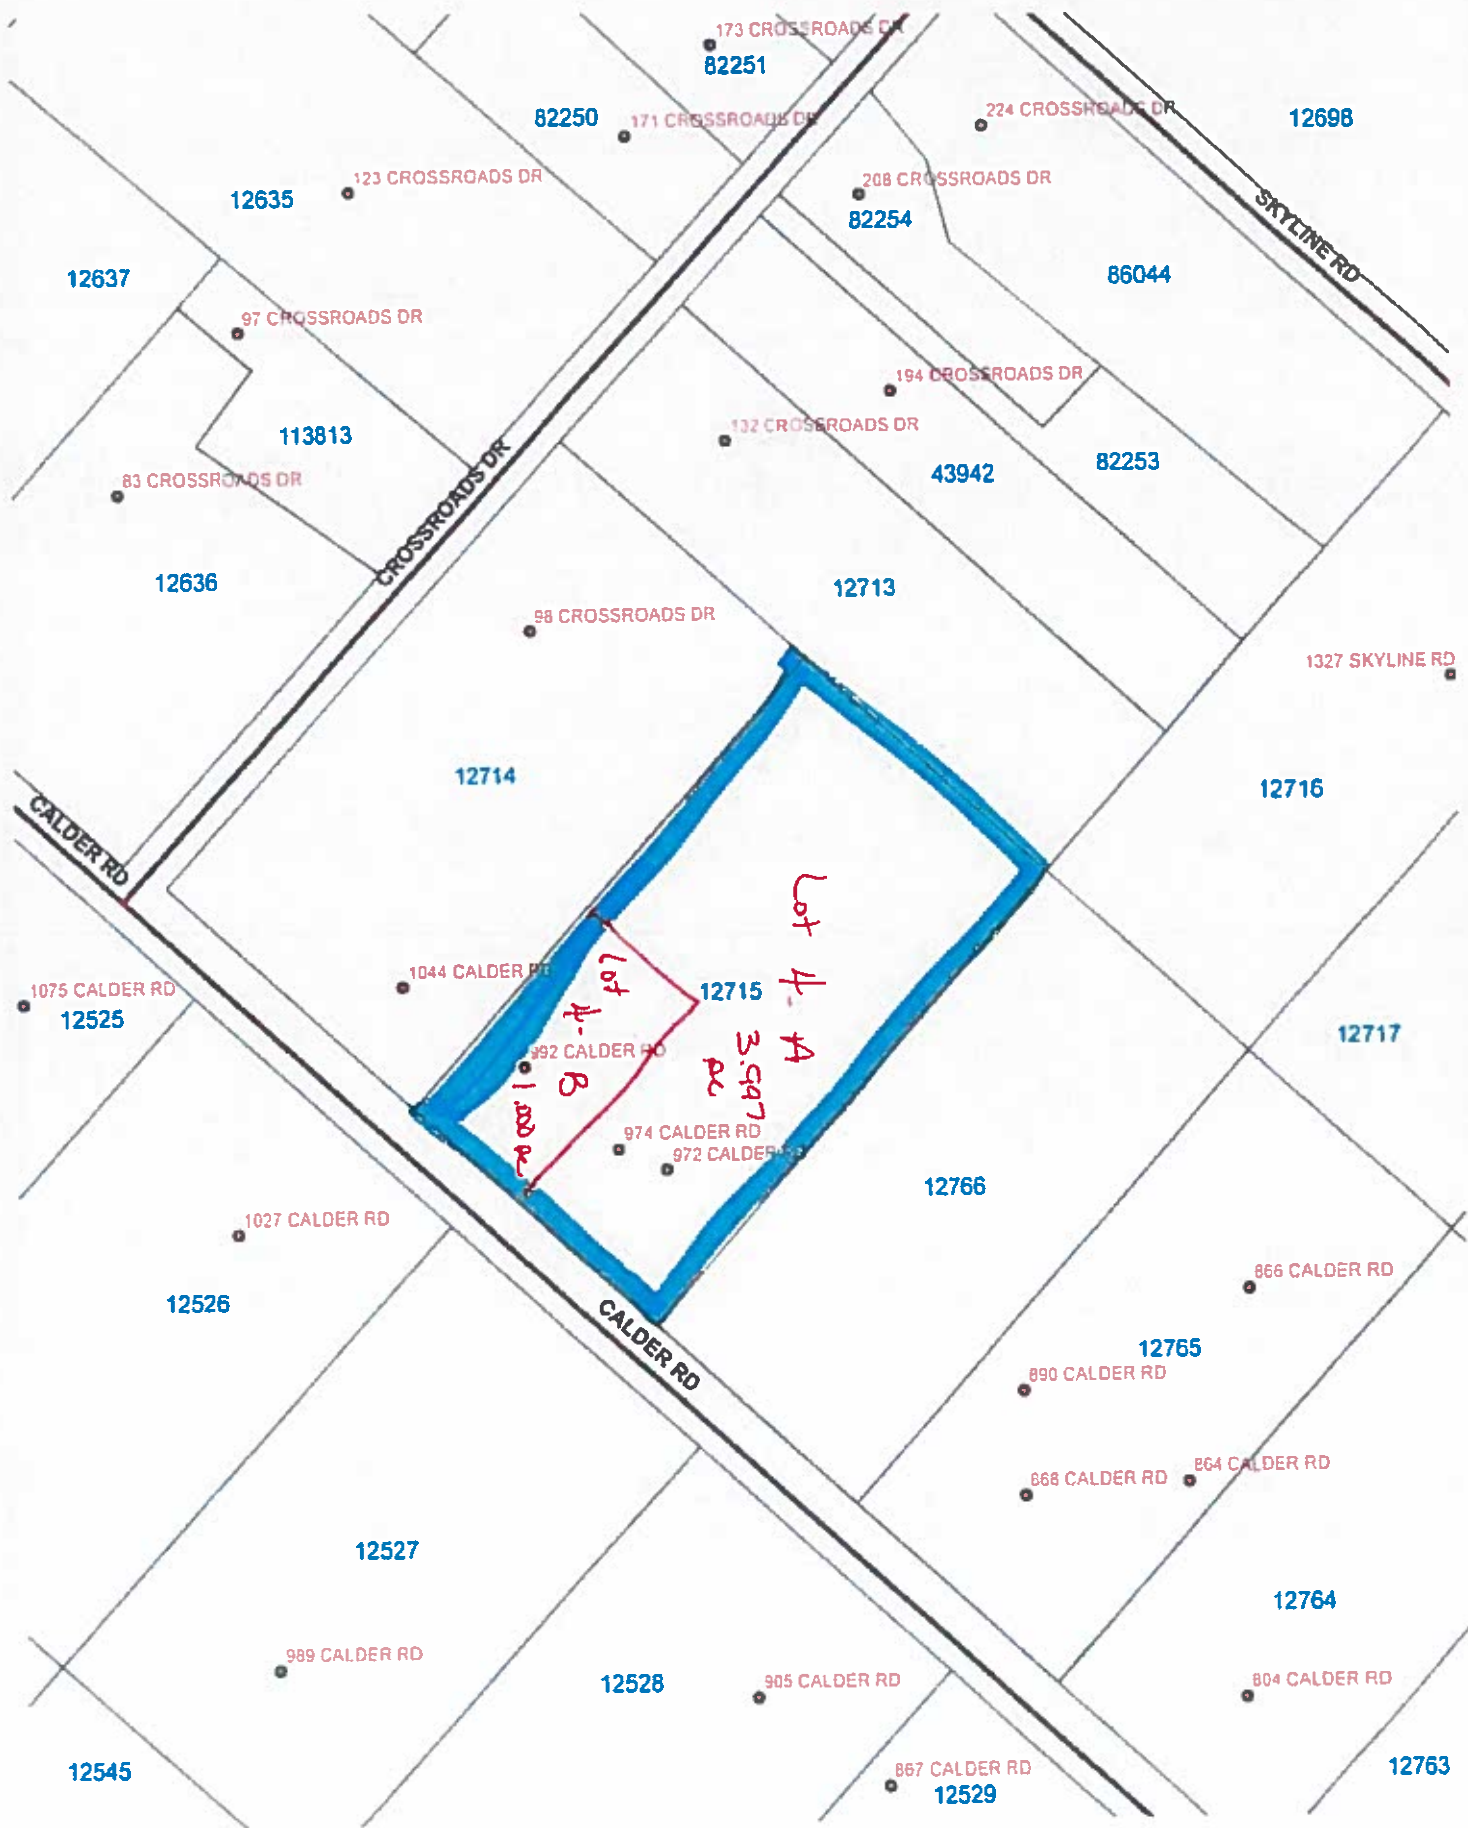 173 CROSSROADS DR
82251
82250
171 CROSSROADS DR
224 CROSSROADS DR
12698
123 CROSSROADS DR
12635
208 CROSSROADS DR
82254
SKYLINE RD
12637
86044
97 CROSSROADS DR
194 CROSSROADS DR
132 CROSSROADS DR
113813
43942
82253
83 CROSSROADS DR
CROSSROADS DR
12636
12713
98 CROSSROADS DR
1327 SKYLINE RD
12714
12716
CALDER RD
Lot 4-A
3.997
ac
1044 CALDER RD
12715
1075 CALDER RD
12525
Lot 4-B
1.000 ac
12717
992 CALDER RD
974 CALDER RD
972 CALDER RD
12766
1027 CALDER RD
12526
866 CALDER RD
CALDER RD
12765
890 CALDER RD
864 CALDER RD
868 CALDER RD
12527
12764
989 CALDER RD
12528
905 CALDER RD
804 CALDER RD
12545
867 CALDER RD
12529
12763